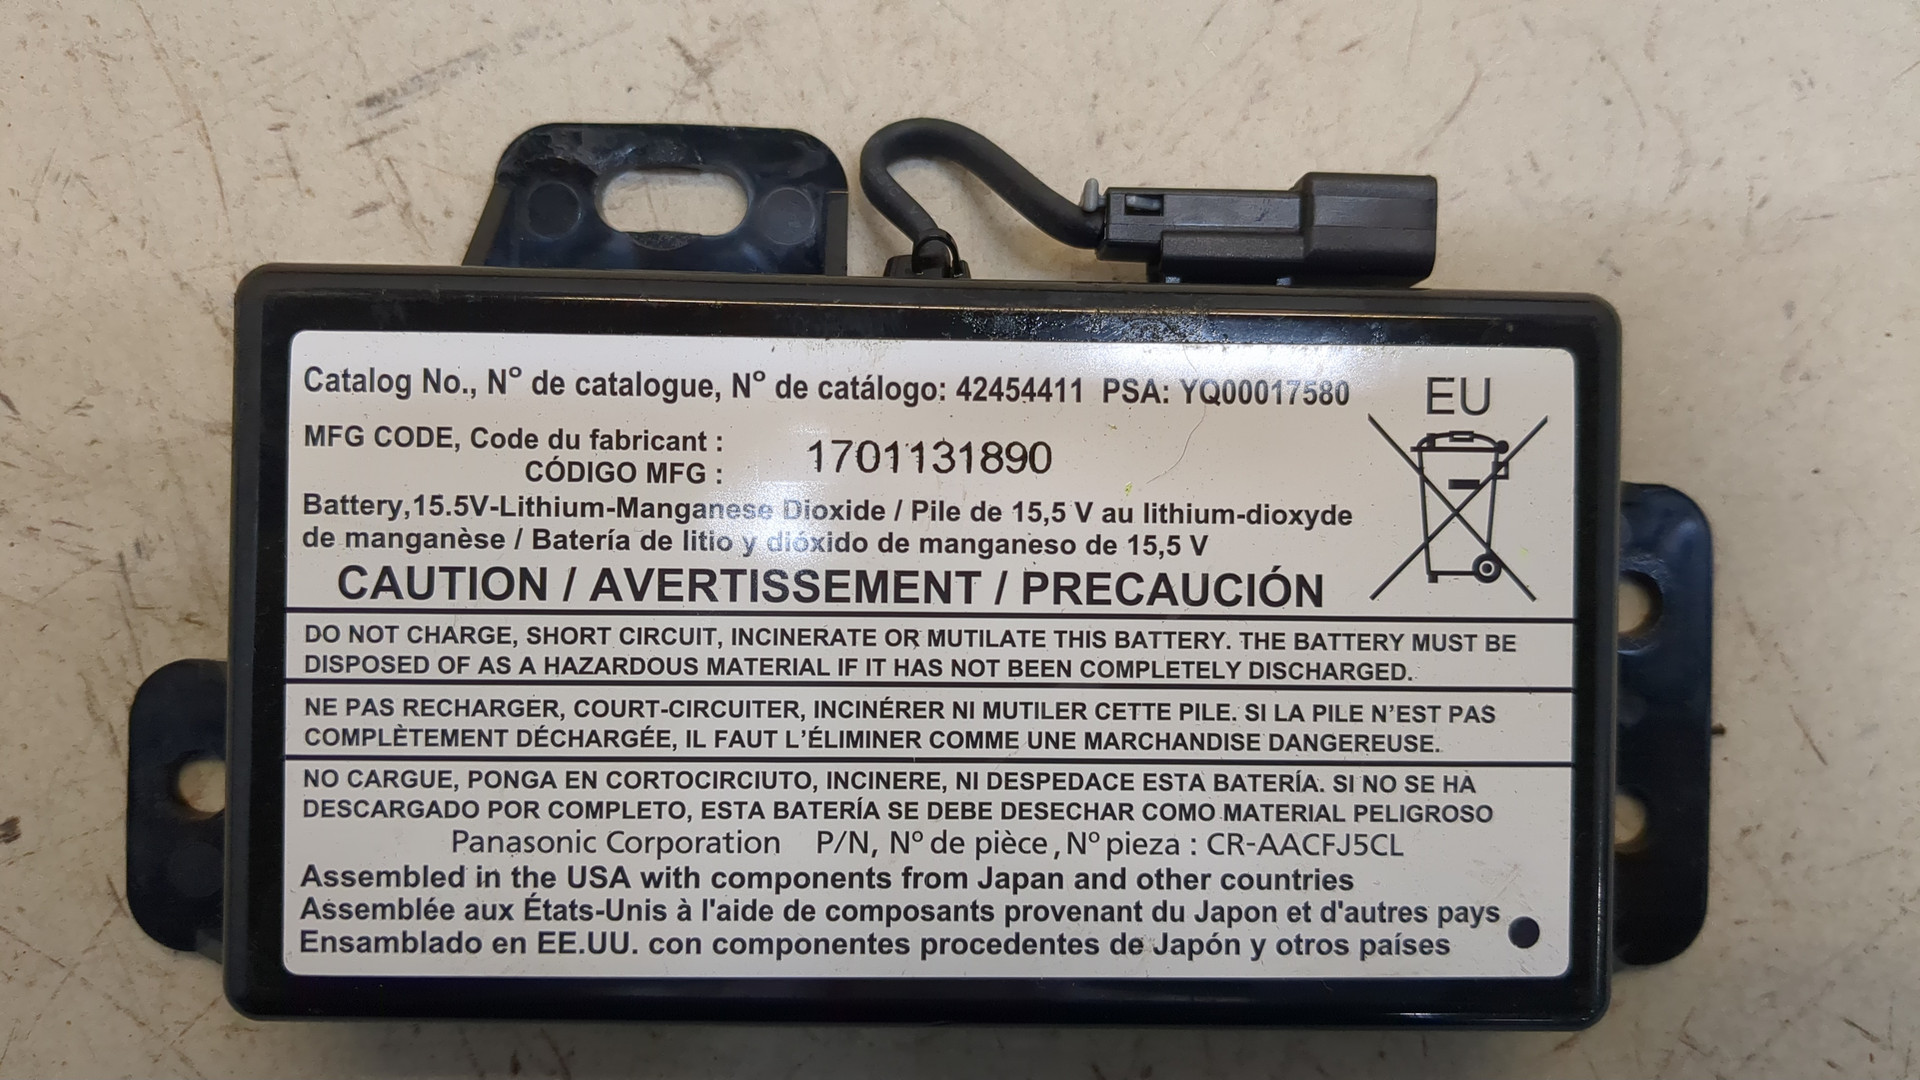 Catalog No., Nº de catalogue, Nº de catálogo: 42454411 PSA: YQ00017580
EU
MFG CODE, Code du fabricant :
CÓDIGO MFG :
1701131890
Battery,15.5V-Lithium-Manganese Dioxide / Pile de 15,5 V au lithium-dioxyde
de manganèse / Batería de litio y dióxido de manganeso de 15,5 V
CAUTION / AVERTISSEMENT / PRECAUCIÓN
DO NOT CHARGE, SHORT CIRCUIT, INCINERATE OR MUTILATE THIS BATTERY. THE BATTERY MUST BE
DISPOSED OF AS A HAZARDOUS MATERIAL IF IT HAS NOT BEEN COMPLETELY DISCHARGED.
NE PAS RECHARGER, COURT-CIRCUITER, INCINÉRER NI MUTILER CETTE PILE. SI LA PILE N'EST PAS
COMPLÈTEMENT DÉCHARGÉE, IL FAUT L'ÉLIMINER COMME UNE MARCHANDISE DANGEREUSE.
NO CARGUE, PONGA EN CORTOCIRCIUTO, INCINERE, NI DESPEDACE ESTA BATERÍA. SI NO SE HA
DESCARGADO POR COMPLETO, ESTA BATERÍA SE DEBE DESECHAR COMO MATERIAL PELIGROSO
Panasonic Corporation P/N, Nº de pièce, Nº pieza : CR-AACFJ5CL
Assembled in the USA with components from Japan and other countries
Assemblée aux États-Unis à l'aide de composants provenant du Japon et d'autres pays
Ensamblado en EE.UU. con componentes procedentes de Japón y otros países